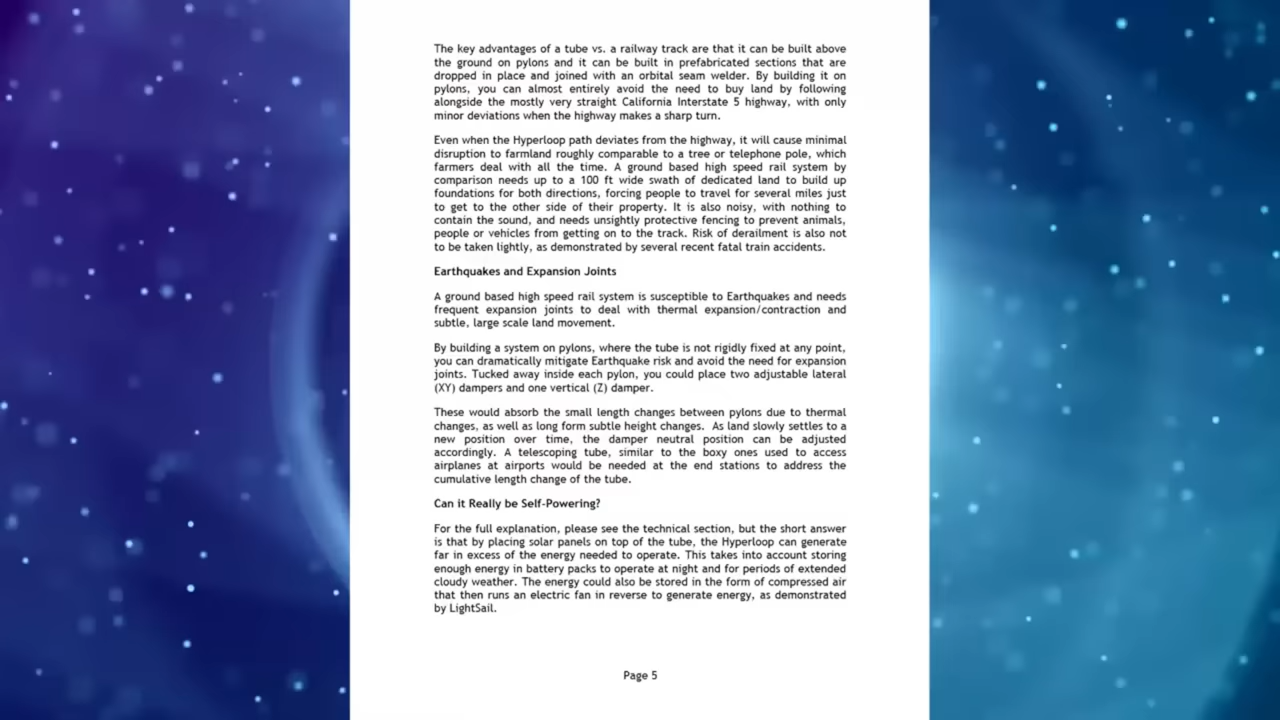 The key advantages of a tube vs. a railway track are that it can be built above
the ground on pylons and it can be built in prefabricated sections that are
dropped in place and joined with an orbital seam welder. By building it on
pylons, you can almost entirely avoid the need to buy land by following
alongside the mostly very straight California Interstate 5 highway, with only
minor deviations when the highway makes a sharp turn.
Even when the Hyperloop path deviates from the highway, it will cause minimal
disruption to farmland roughly comparable to a tree or telephone pole, which
farmers deal with all the time. A ground based high speed rail system by
comparison needs up to a 100 ft wide swath of dedicated land to build up
foundations for both directions, forcing people to travel for several miles just
to get to the other side of their property. It is also noisy, with nothing to
contain the sound, and needs unsightly protective fencing to prevent animals,
people or vehicles from getting on to the track. Risk of derailment is also not
to be taken lightly, as demonstrated by several recent fatal train accidents.
Earthquakes and Expansion Joints
A ground based high speed rail system is susceptible to Earthquakes and needs
frequent expansion joints to deal with thermal expansion/contraction and
subtle, large scale land movement.
By building a system on pylons, where the tube is not rigidly fixed at any point,
you can dramatically mitigate Earthquake risk and avoid the need for expansion
joints. Tucked away inside each pylon, you could place two adjustable lateral
(XY) dampers and one vertical (Z) damper.
These would absorb the small length changes between pylons due to thermal
changes, as well as long form subtle height changes. As land slowly settles to a
new position over time, the damper neutral position can be adjusted
accordingly. A telescoping tube, similar to the boxy ones used to access
airplanes at airports would be needed at the end stations to address the
cumulative length change of the tube.
Can it Really be Self-Powering?
For the full explanation, please see the technical section, but the short answer
is that by placing solar panels on top of the tube, the Hyperloop can generate
far in excess of the energy needed to operate. This takes into account storing
enough energy in battery packs to operate at night and for periods of extended
cloudy weather. The energy could also be stored in the form of compressed air
that then runs an electric fan in reverse to generate energy, as demonstrated
by LightSail.
Page 5